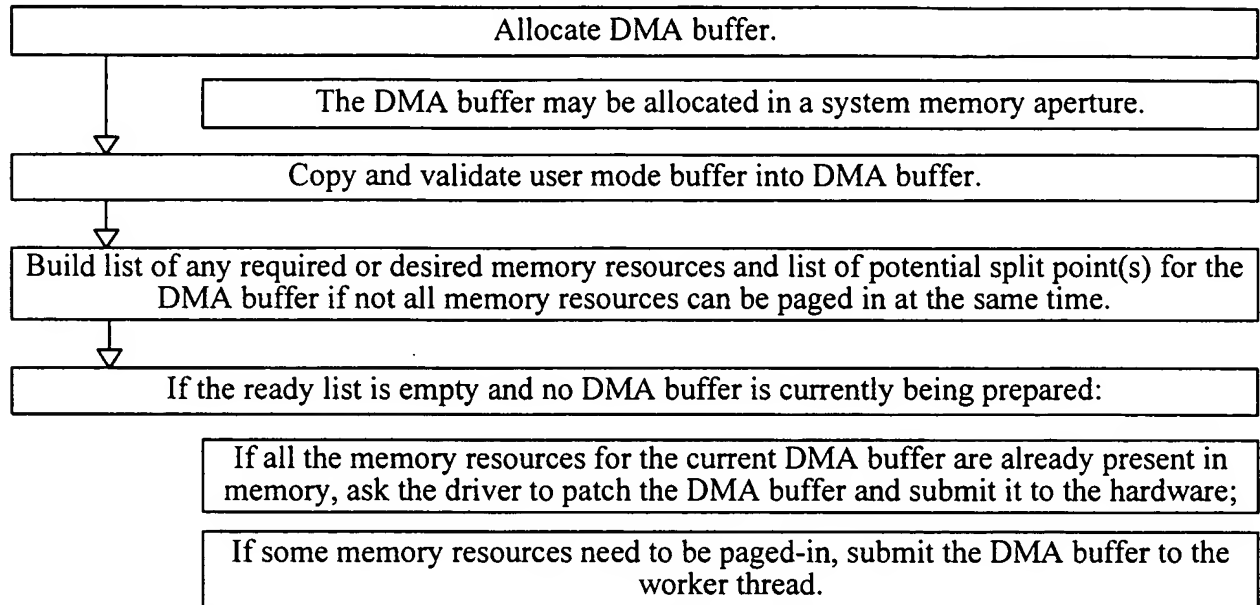 Allocate DMA buffer.
The DMA buffer may be allocated in a system memory aperture.
Copy and validate user mode buffer into DMA buffer.
Build list of any required or desired memory resources and list of potential split point(s) for the
DMA buffer if not all memory resources can be paged in at the same time.
If the ready list is empty and no DMA buffer is currently being prepared:
If all the memory resources for the current DMA buffer are already present in
memory, ask the driver to patch the DMA buffer and submit it to the hardware;
If some memory resources need to be paged-in, submit the DMA buffer to the
worker thread.